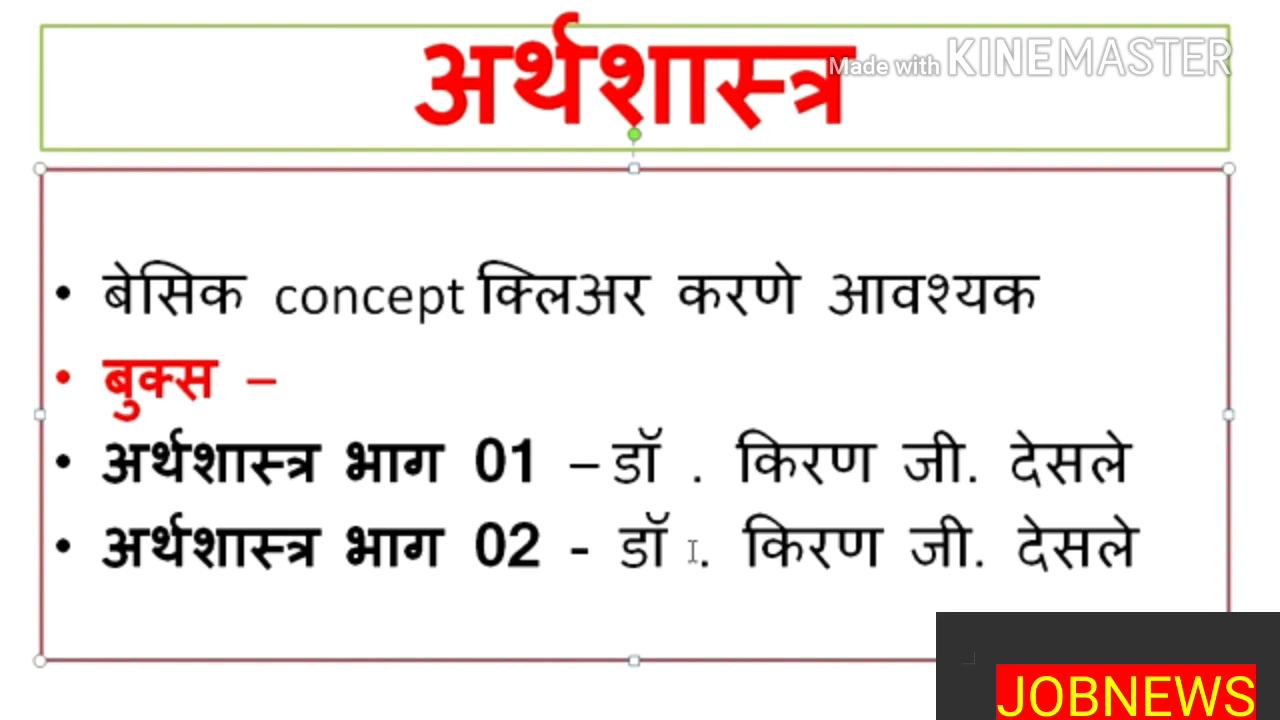 अर्थशास्त्र
Made with KINEMASTER
• बेसिक concept क्लिअर करणे आवश्यक
• बुक्स –
• अर्थशास्त्र भाग 01 – डॉ . किरण जी. देसले
• अर्थशास्त्र भाग 02 - डॉ . किरण जी. देसले
JOBNEWS